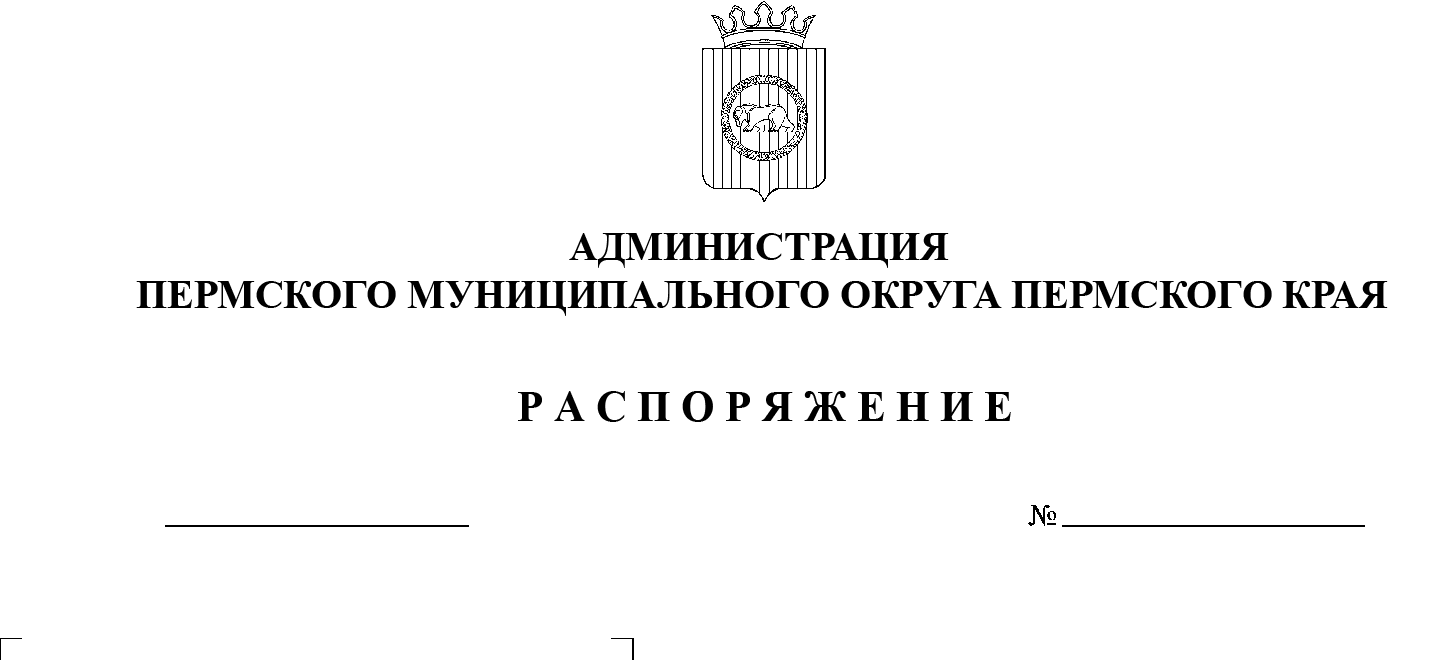 АДМИНИСТРАЦИЯ
ПЕРМСКОГО МУНИЦИПАЛЬНОГО ОКРУГА ПЕРМСКОГО КРАЯ
Р А С П О Р Я Ж Е Н И Е
№